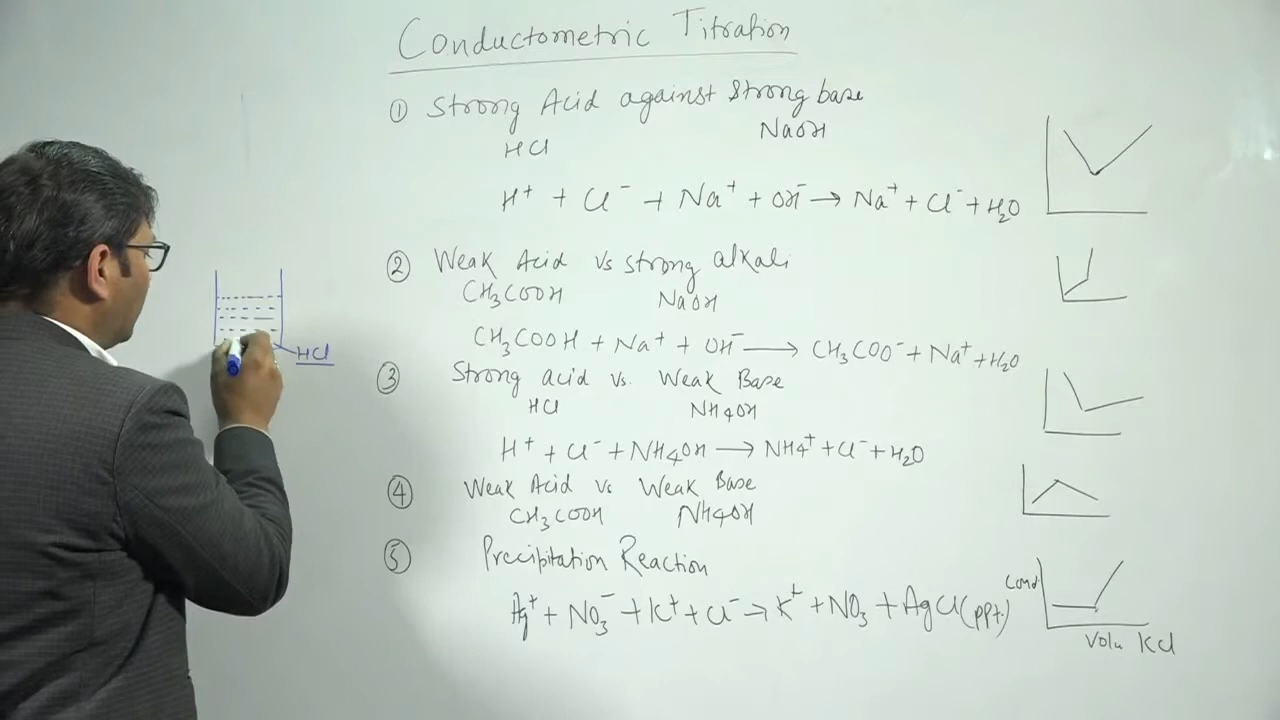 Conductometric Titration
① Strong Acid against Strong base
HCl NaOH
H⁺ + Cl⁻ + Na⁺ + OH⁻ → Na⁺ + Cl⁻ + H₂O
② Weak Acid vs Strong alkali
CH₃COOH NaOH
CH₃COOH + Na⁺ + OH⁻ → CH₃COO⁻ + Na⁺ + H₂O
HCl
③ Strong acid vs. Weak Base
HCl NH₄OH
H⁺ + Cl⁻ + NH₄OH → NH₄⁺ + Cl⁻ + H₂O
④ Weak Acid vs Weak Base
CH₃COOH NH₄OH
⑤ Precipitation Reaction
Ag⁺ + NO₃⁻ + K⁺ + Cl⁻ → K⁺ + NO₃ + AgCl (ppt.)
Cond
Volu KCl